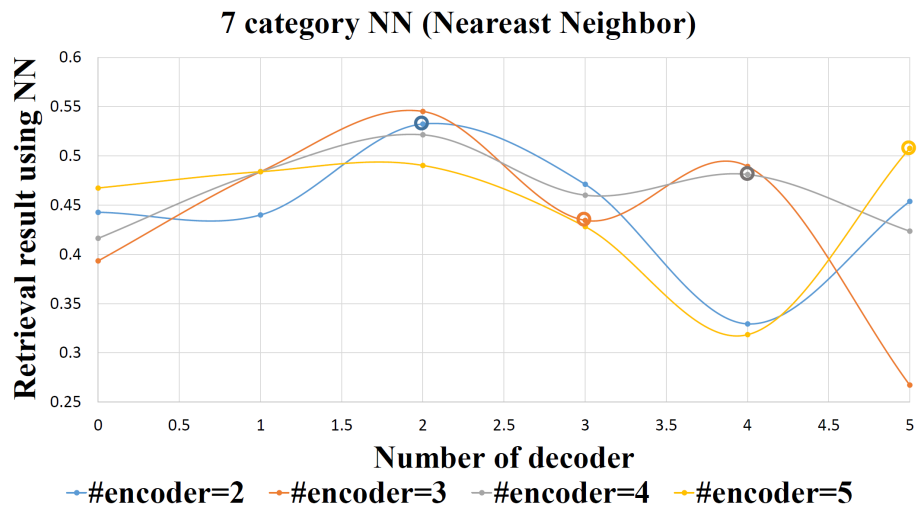 7 category NN (Neareast Neighbor)
Retrieval result using NN
0.6
0.55
0.5
0.45
0.4
0.35
0.3
0.25
0 0.5 1 1.5 2 2.5 3 3.5 4 4.5 5
Number of decoder
#encoder=2 #encoder=3 #encoder=4 #encoder=5